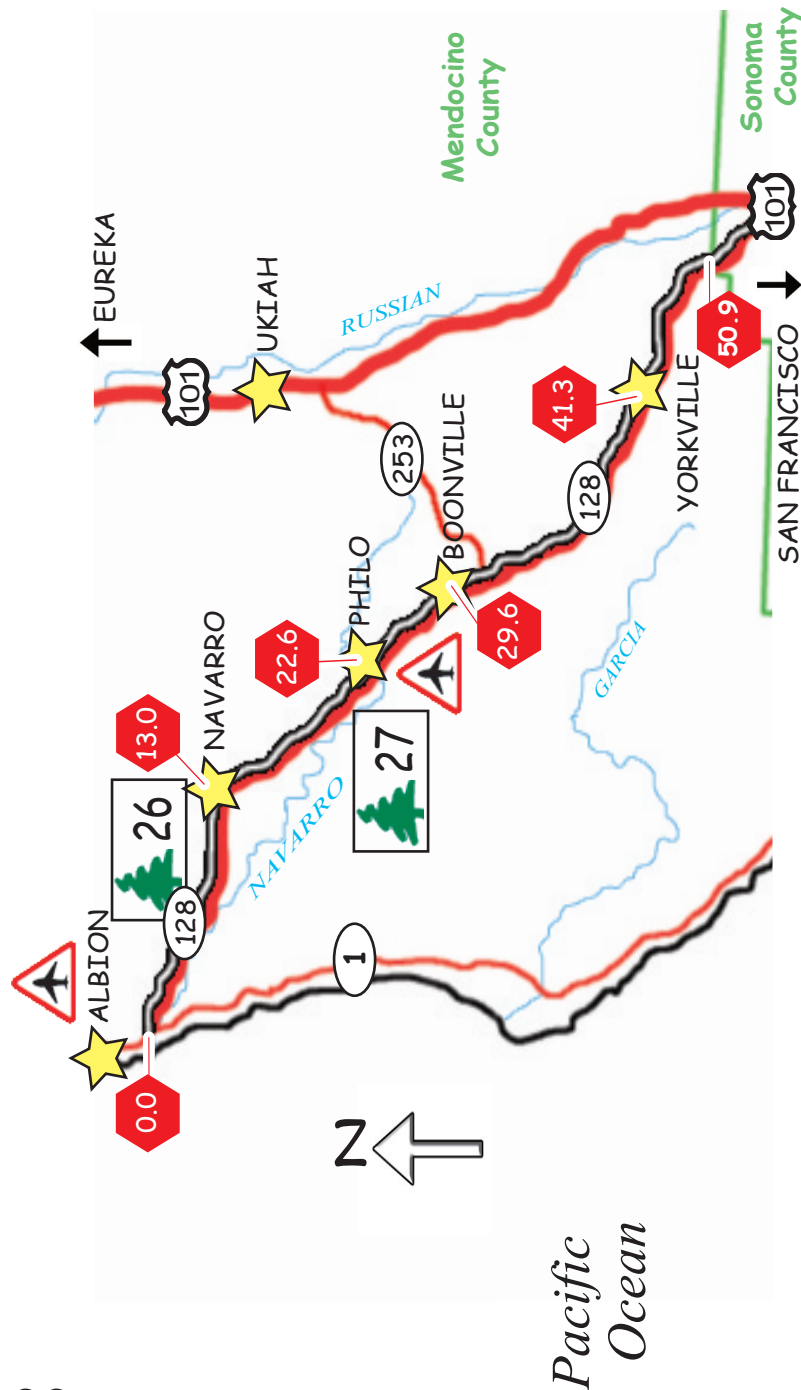 ALBION
0.0
128
26
NAVARRO
13.0
NAVARRO
27
PHILO
22.6
BOONVILLE
29.6
253
128
1
GARCIA
N
Pacific
Ocean
EUREKA
101
UKIAH
RUSSIAN
41.3
YORKVILLE
50.9
SAN FRANCISCO
101
Mendocino
County
Sonoma
County